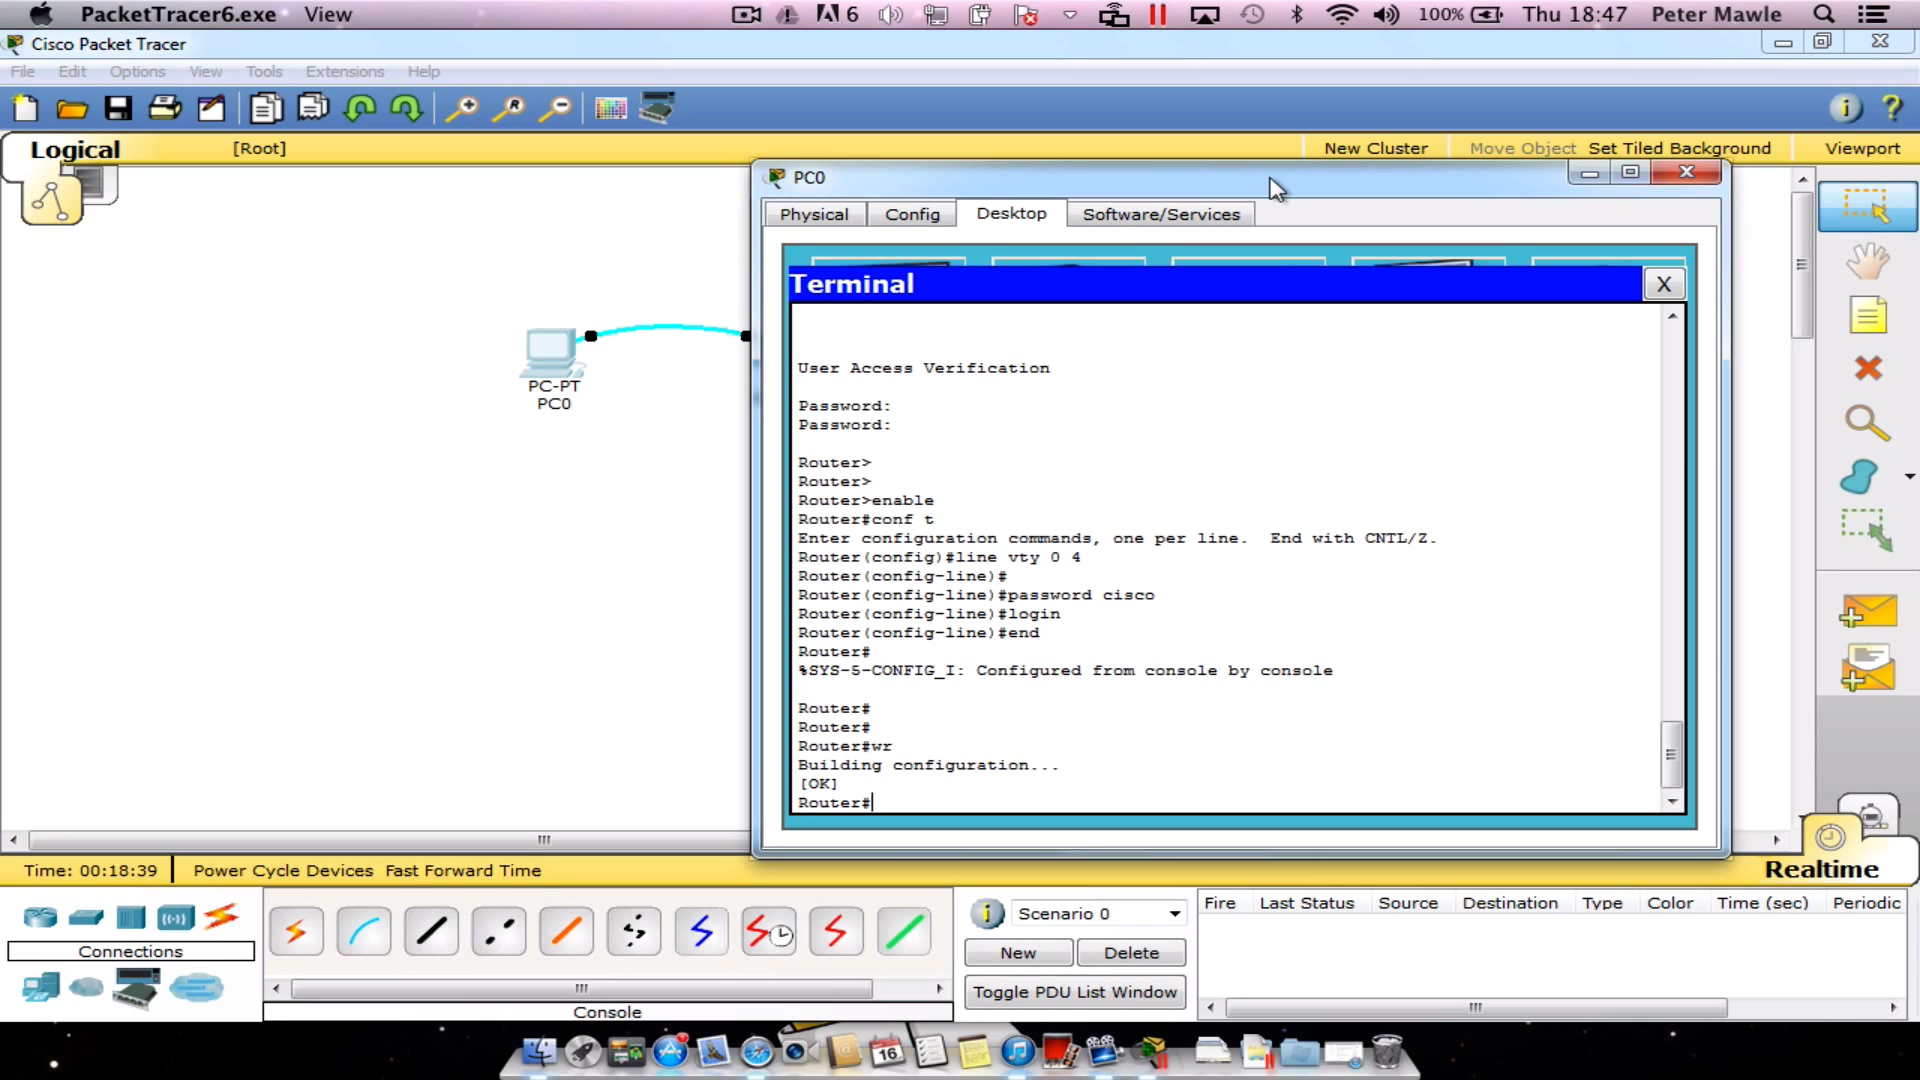 PacketTracer6.exe View 6 100% Thu 18:47 Peter Mawle
Cisco Packet Tracer
File Edit Options View Tools Extensions Help
Logical [Root] New Cluster Move Object Set Tiled Background Viewport
PC0
Physical Config Desktop Software/Services
Terminal X
User Access Verification
Password:
Password:
Router>
Router>
Router>enable
Router#conf t
Enter configuration commands, one per line.  End with CNTL/Z.
Router(config)#line vty 0 4
Router(config-line)#
Router(config-line)#password cisco
Router(config-line)#login
Router(config-line)#end
Router#
%SYS-5-CONFIG_I: Configured from console by console
Router#
Router#
Router#wr
Building configuration...
[OK]
Router#
PC-PT
PC0
Time: 00:18:39 Power Cycle Devices Fast Forward Time Realtime
Connections
Console
Scenario 0
New Delete
Toggle PDU List Window
Fire Last Status Source Destination Type Color Time (sec) Periodic
16